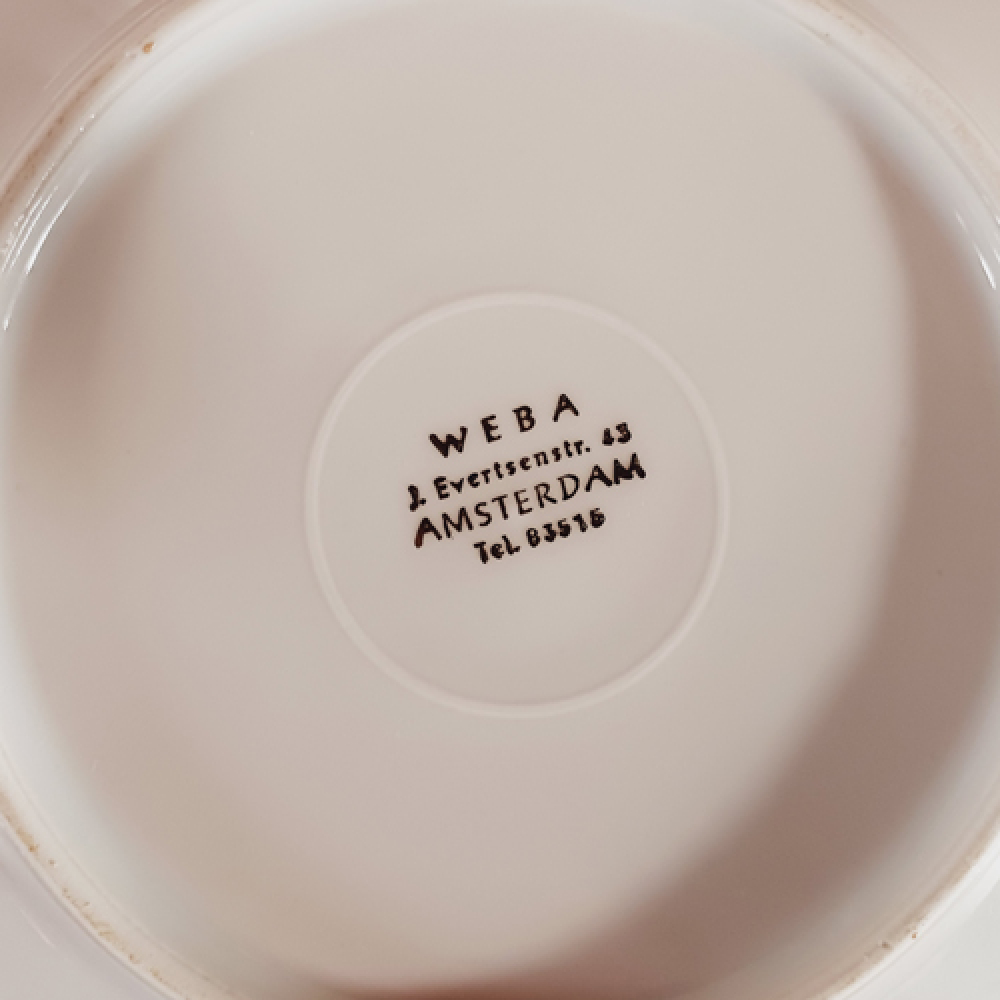 WEBA
J. Evertsenstr. 43
AMSTERDAM
Tel. 83516